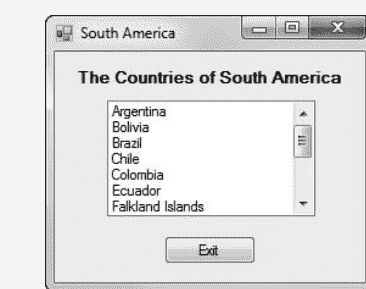 South America
The Countries of South America
Argentina
Bolivia
Brazil
Chile
Colombia
Ecuador
Falkland Islands
Exit